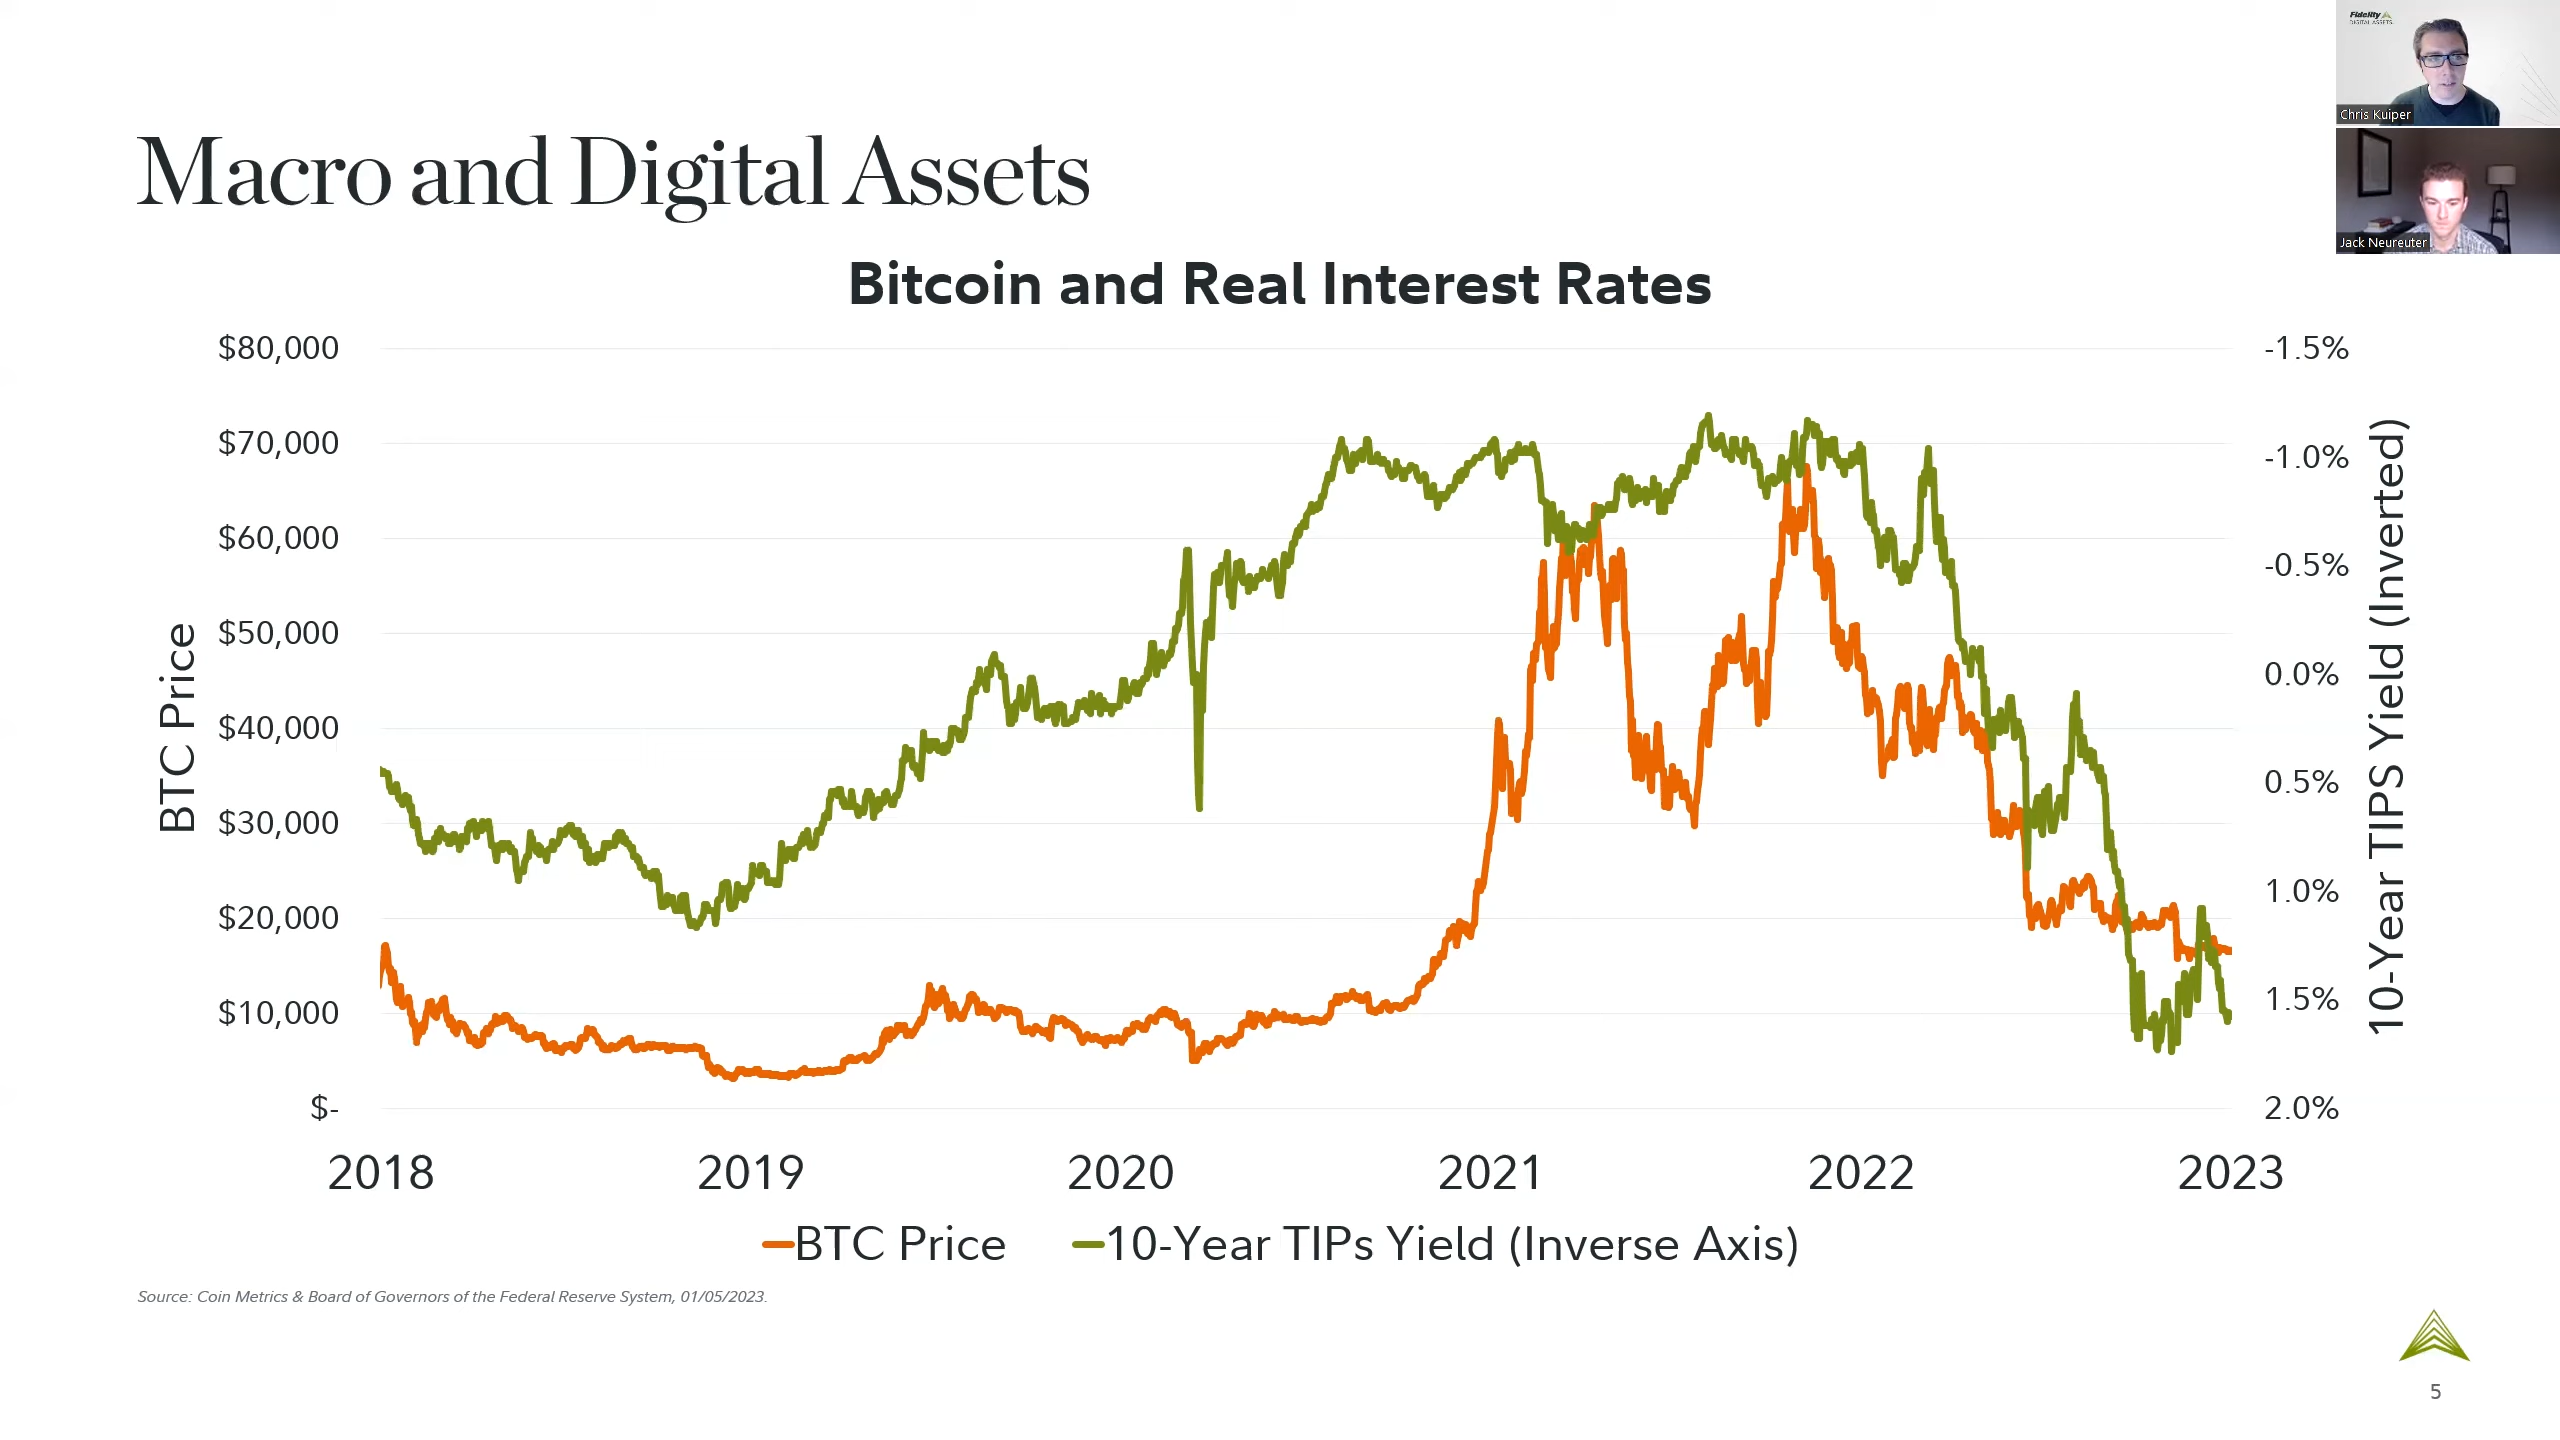 Fidelity
DIGITAL ASSETS
Chris Kuiper
Jack Neureuter
Macro and Digital Assets
Bitcoin and Real Interest Rates
BTC Price
$80,000
$70,000
$60,000
$50,000
$40,000
$30,000
$20,000
$10,000
$-
-1.5%
-1.0%
-0.5%
0.0%
0.5%
1.0%
1.5%
2.0%
10-Year TIPS Yield (Inverted)
2018 2019 2020 2021 2022 2023
BTC Price 10-Year TIPs Yield (Inverse Axis)
Source: Coin Metrics & Board of Governors of the Federal Reserve System, 01/05/2023.
5